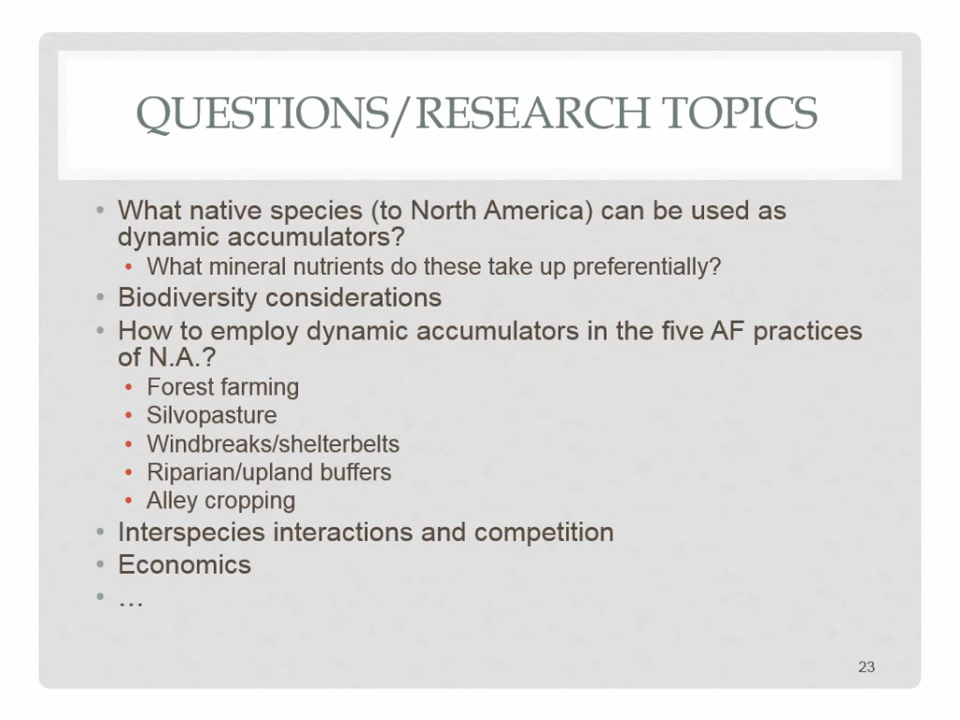 QUESTIONS/RESEARCH TOPICS
• What native species (to North America) can be used as
dynamic accumulators?
• What mineral nutrients do these take up preferentially?
• Biodiversity considerations
• How to employ dynamic accumulators in the five AF practices
of N.A.?
• Forest farming
• Silvopasture
• Windbreaks/shelterbelts
• Riparian/upland buffers
• Alley cropping
• Interspecies interactions and competition
• Economics
• …
23